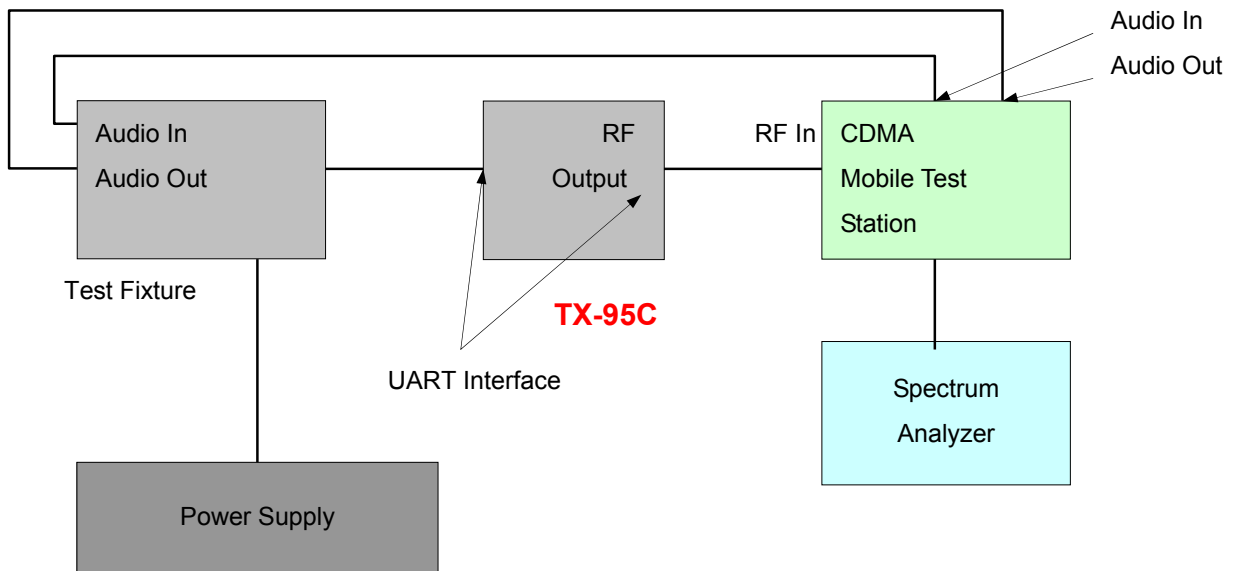 Audio In
Audio Out
Audio In
Audio Out
RF
Output
RF In
CDMA
Mobile Test
Station
Test Fixture
TX-95C
UART Interface
Spectrum
Analyzer
Power Supply